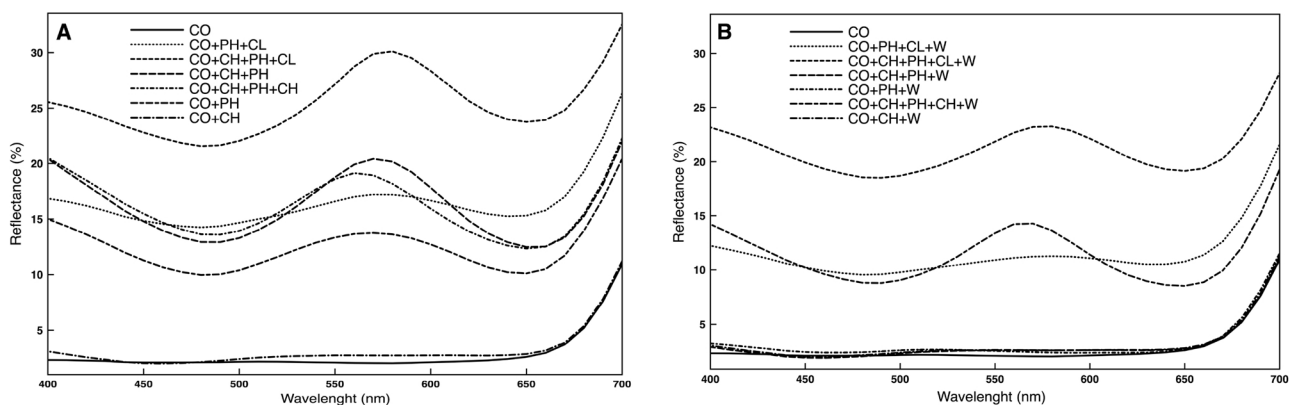 A
CO
CO+PH+CL
CO+CH+PH+CL
CO+CH+PH
CO+CH+PH+CH
CO+PH
CO+CH
Reflectance (%)
30
25
20
15
10
5
400 450 500 550 600 650 700
Wavelenght (nm)
B
CO
CO+PH+CL+W
CO+CH+PH+CL+W
CO+CH+PH+W
CO+PH+W
CO+CH+PH+CH+W
CO+CH+W
Reflectance (%)
30
25
20
15
10
5
400 450 500 550 600 650 700
Wavelenght (nm)